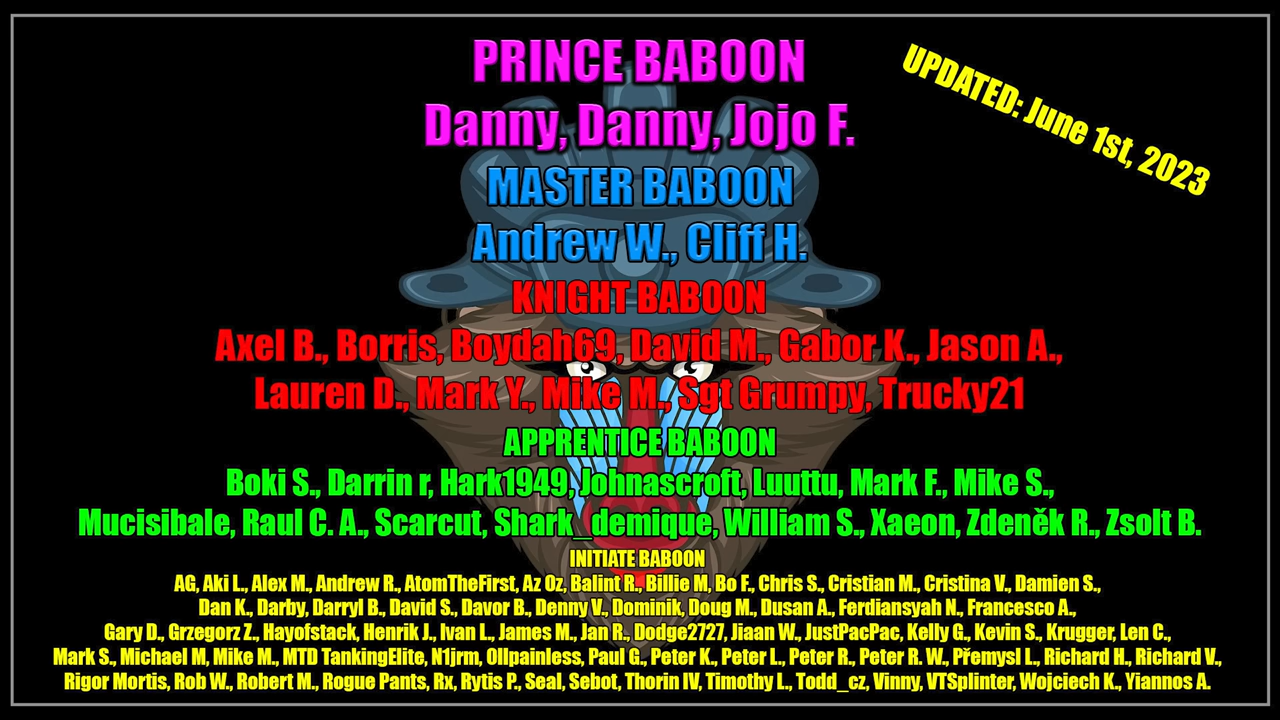 PRINCE BABOON
Danny, Danny, Jojo F.
UPDATED: June 1st, 2023
MASTER BABOON
Andrew W., Cliff H.
KNIGHT BABOON
Axel B., Borris, Boydah69, David M., Gabor K., Jason A.,
Lauren D., Mark Y., Mike M., Sgt Grumpy, Trucky21
APPRENTICE BABOON
Boki S., Darrin r, Hark1949, Johnascroft, Luuttu, Mark F., Mike S.,
Mucisibale, Raul C. A., Scarcut, Shark_demique, William S., Xaeon, Zdeněk R., Zsolt B.
INITIATE BABOON
AG, Aki L., Alex M., Andrew R., AtomTheFirst, Az Oz, Balint R., Billie M, Bo F., Chris S., Cristian M., Cristina V., Damien S.,
Dan K., Darby, Darryl B., David S., Davor B., Denny V., Dominik, Doug M., Dusan A., Ferdiansyah N., Francesco A.,
Gary D., Grzegorz Z., Hayofstack, Henrik J., Ivan L., James M., Jan R., Dodge2727, Jiaan W., JustPacPac, Kelly G., Kevin S., Krugger, Len C.,
Mark S., Michael M, Mike M., MTD TankingElite, N1jrm, Ollpainless, Paul G., Peter K., Peter L., Peter R., Peter R. W., Přemysl L., Richard H., Richard V.,
Rigor Mortis, Rob W., Robert M., Rogue Pants, Rx, Rytis P., Seal, Sebot, Thorin IV, Timothy L., Todd_cz, Vinny, VTSplinter, Wojciech K., Yiannos A.